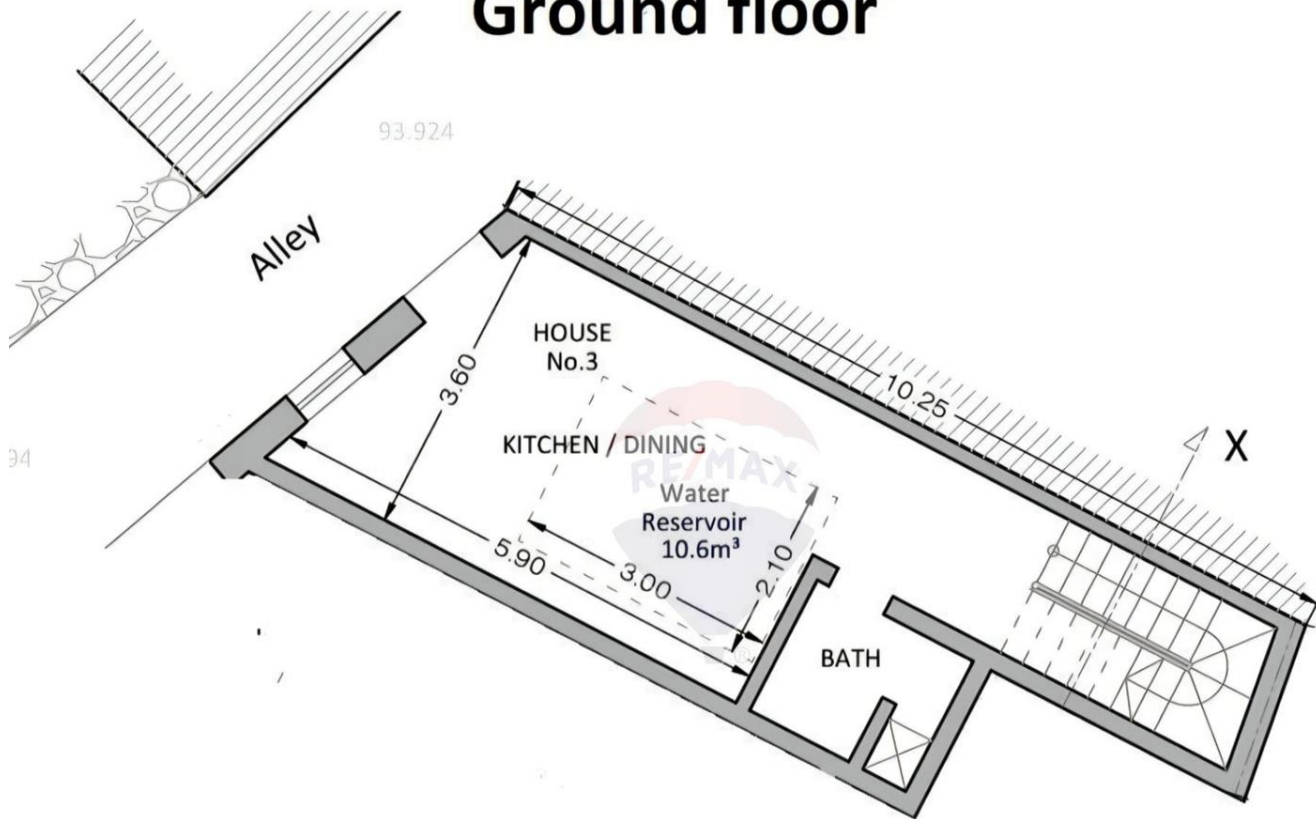 Ground floor
93.924
Alley
HOUSE
No.3
3.60
10.25
X
94
KITCHEN / DINING
RE/MAX
Water
Reservoir
10.6m³
5.90
3.00
2.10
BATH